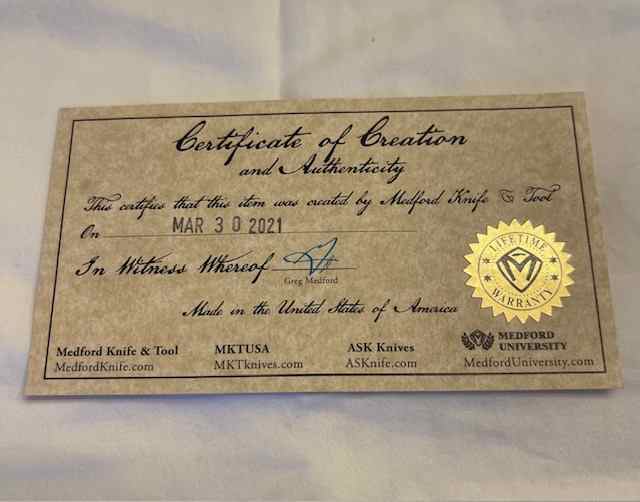 Certificate of Creation
and Authenticity
This certifies that this item was created by Medford Knife & Tool
On MAR 30 2021
In Witness Whereof
Greg Medford
Made in the United States of America
LIFETIME
WARRANTY
Medford Knife & Tool
MedfordKnife.com
MKTUSA
MKTknives.com
ASK Knives
ASKnife.com
MEDFORD
UNIVERSITY
MedfordUniversity.com